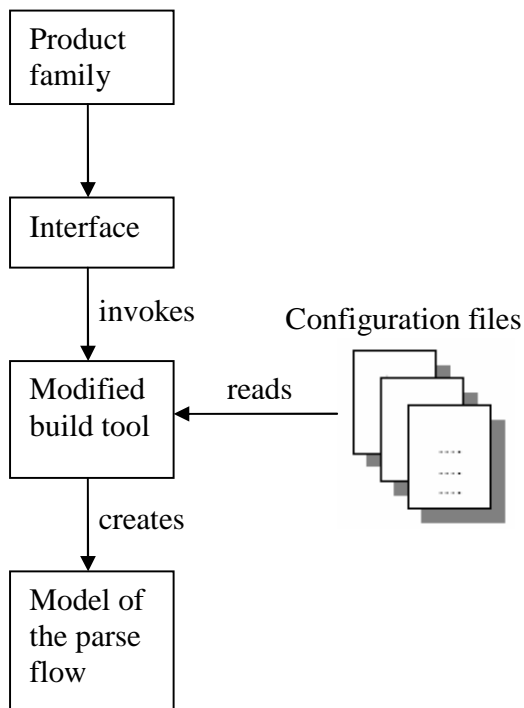 Product
family
Interface
invokes
Configuration files
Modified
build tool
reads
creates
Model of
the parse
flow